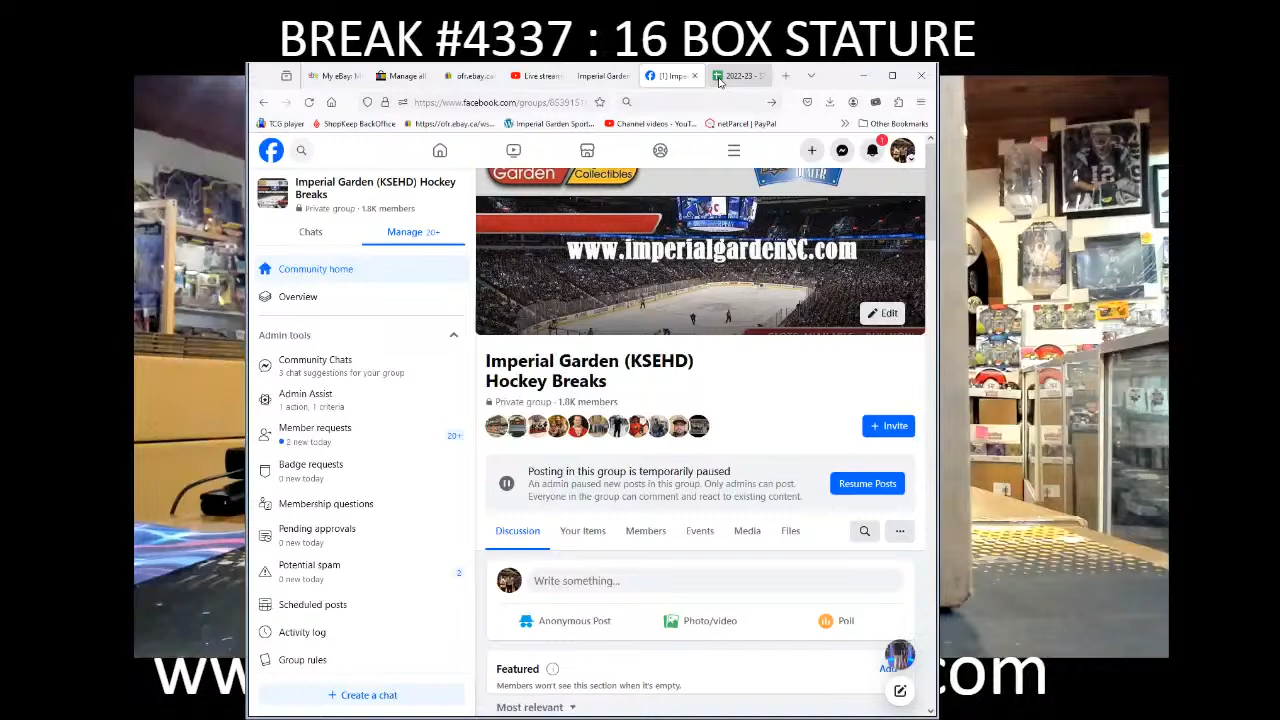 BREAK #4337 : 16 BOX STATURE
My eBay: M
Manage all
ofr.ebay.ca
Live stream
Imperial Garden
(1) Impe
2022-23 - S
https://www.facebook.com/groups/8539151
TCG player
ShopKeep BackOffice
https://ofr.ebay.ca/ws...
Imperial Garden Sport...
Channel videos - YouT...
netParcel | PayPal
Other Bookmarks
Imperial Garden (KSEHD) Hockey
Breaks
Private group · 1.8K members
Chats
Manage 20+
Community home
Overview
Admin tools
Community Chats
3 chat suggestions for your group
Admin Assist
1 action, 1 criteria
Member requests
2 new today
20+
Badge requests
0 new today
Membership questions
Pending approvals
0 new today
Potential spam
0 new today
2
Scheduled posts
Activity log
Group rules
+ Create a chat
Garden Collectibles
www.imperialgardenSC.com
Edit
Imperial Garden (KSEHD)
Hockey Breaks
Private group · 1.8K members
+ Invite
Posting in this group is temporarily paused
An admin paused new posts in this group. Only admins can post.
Everyone in the group can comment and react to existing content.
Resume Posts
Discussion
Your Items
Members
Events
Media
Files
Write something...
Anonymous Post
Photo/video
Poll
Featured
Members won't see this section when it's empty.
Most relevant